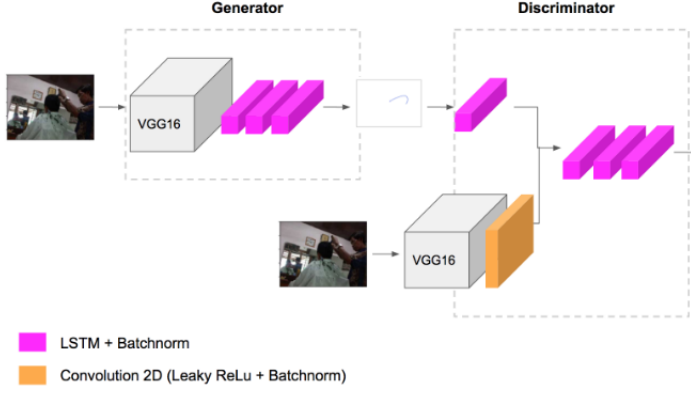 Generator
Discriminator
VGG16
VGG16
LSTM + Batchnorm
Convolution 2D (Leaky ReLu + Batchnorm)